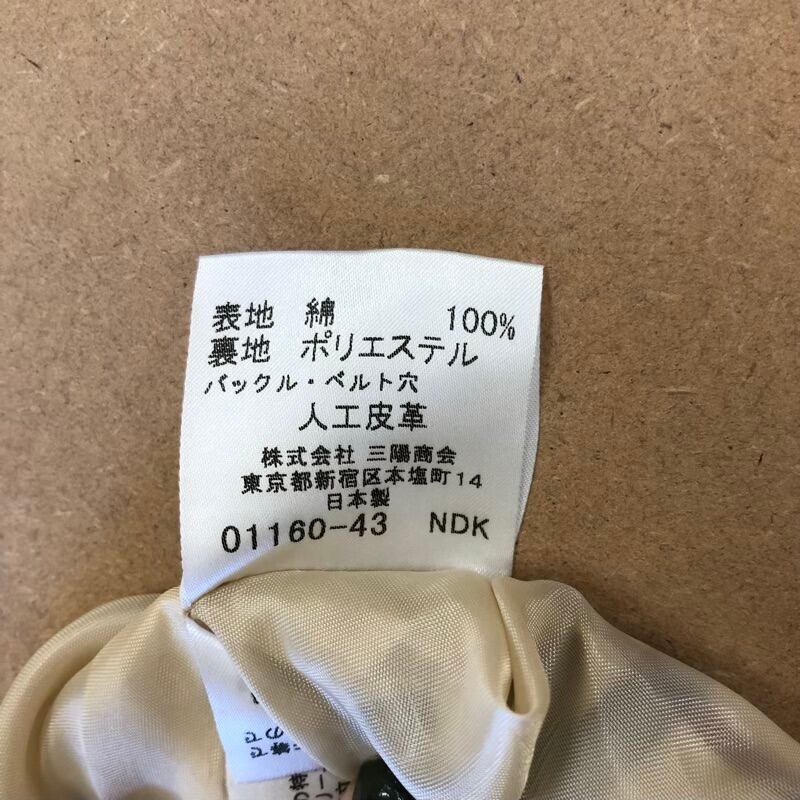 表地 綿 100%
裏地 ポリエステル
バックル・ベルト穴
人工皮革
株式会社 三陽商会
東京都新宿区本塩町14
日本製
01160-43 NDK